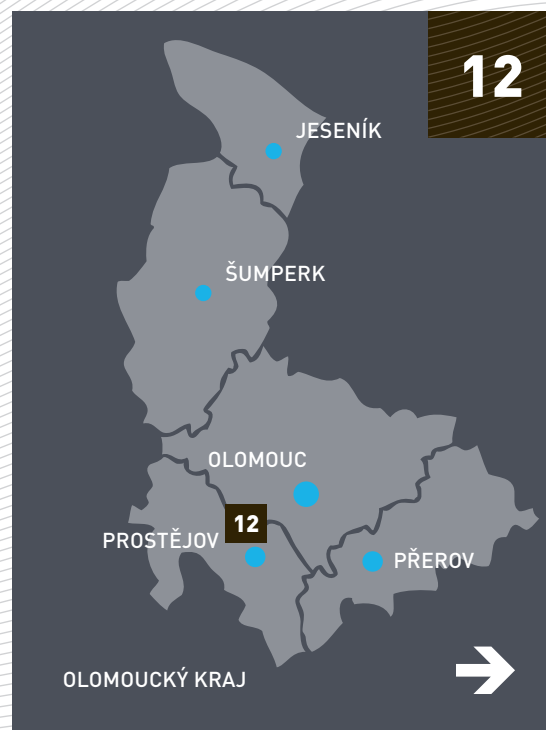 12
JESENÍK
ŠUMPERK
OLOMOUC
12
PROSTĚJOV
PŘEROV
OLOMOUCKÝ KRAJ